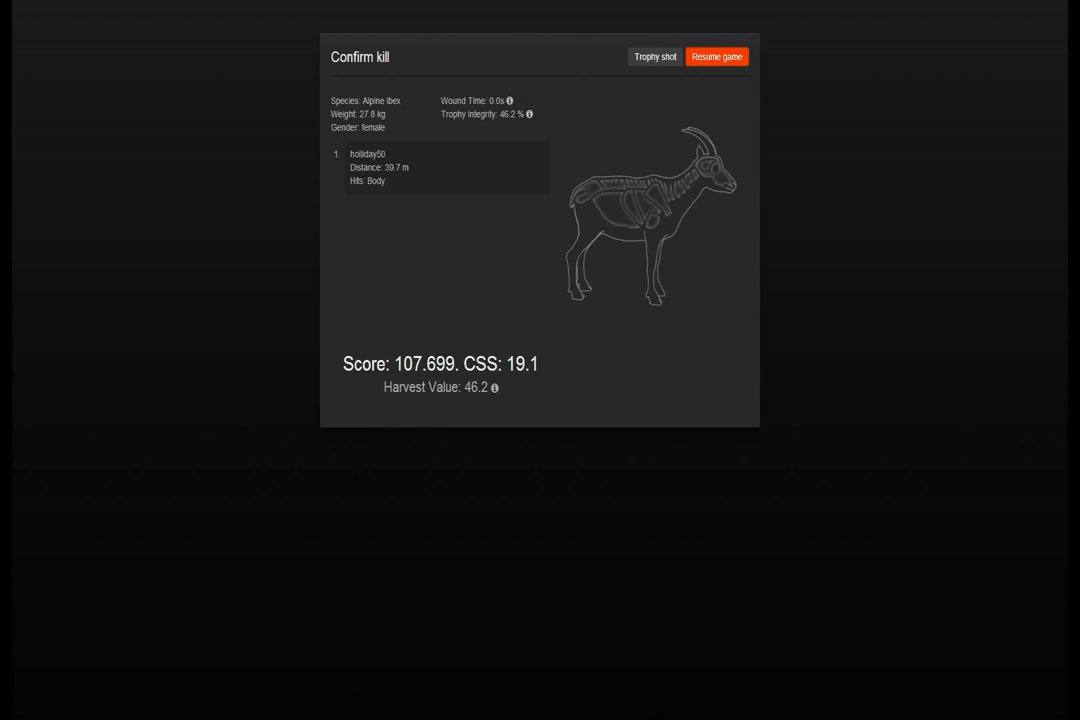 Confirm kill
Trophy shot
Resume game
Species: Alpine Ibex
Weight: 27.8 kg
Gender: female
Wound Time: 0.0s
Trophy Integrity: 46.2 %
1. holliday50
Distance: 39.7 m
Hits: Body
Score: 107.699. CSS: 19.1
Harvest Value: 46.2